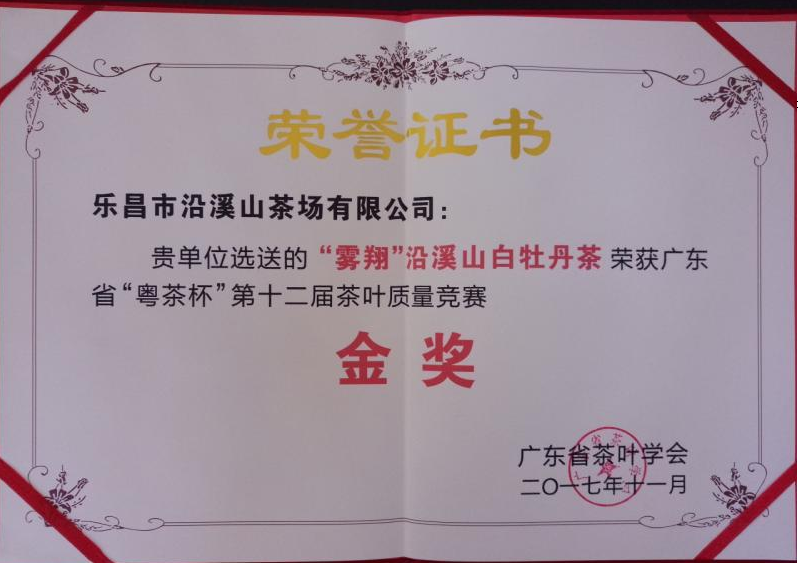 荣誉证书
乐昌市沿溪山茶场有限公司：
贵单位选送的“雾翔”沿溪山白牡丹茶 荣获广东
省“粤茶杯”第十二届茶叶质量竞赛
金奖
广东省茶叶学会
二〇一七年十一月